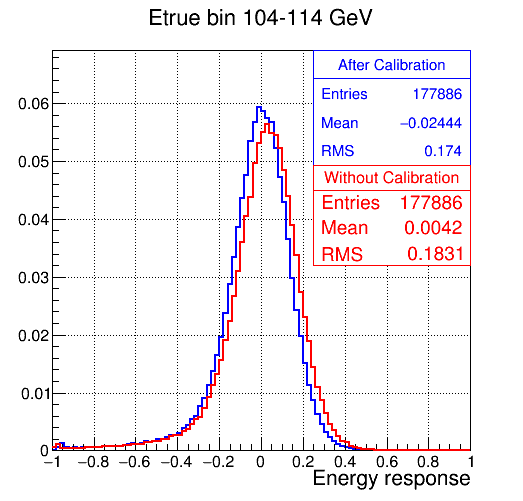 Etrue bin 104-114 GeV
After Calibration
Entries 177886
Mean −0.02444
RMS 0.174
Without Calibration
Entries 177886
Mean 0.0042
RMS 0.1831
0.06
0.05
0.04
0.03
0.02
0.01
0
−1 −0.8 −0.6 −0.4 −0.2 0 0.2 0.4 0.6 0.8 1
Energy response